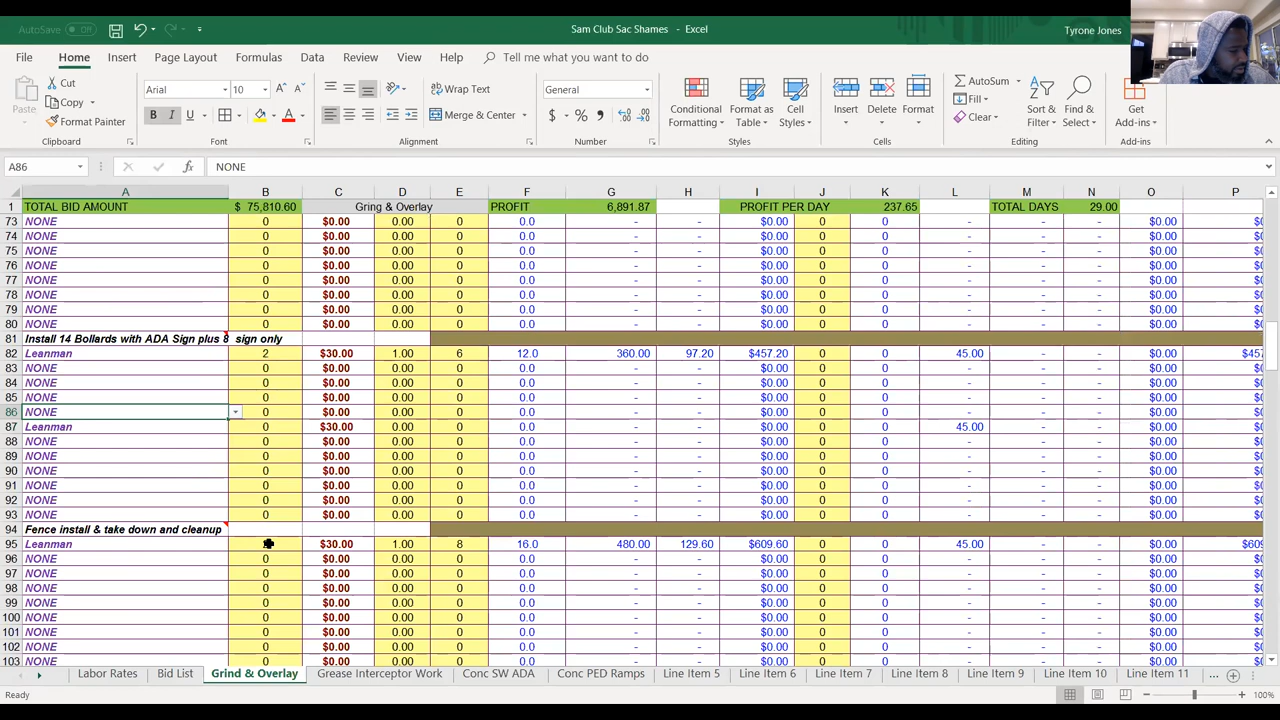 AutoSave Off Sam Club Sac Shames - Excel Tyrone Jones
File Home Insert Page Layout Formulas Data Review View Help Tell me what you want to do
Paste Cut Copy Format Painter Clipboard
Arial 10 A A B I U A Font
Wrap Text Merge & Center Alignment
General $ % , Number
Conditional Formatting Format as Table Cell Styles Styles
Insert Delete Format Cells
AutoSum Fill Clear Sort & Filter Find & Select Editing
Get Add-ins Add-ins
A86 fx NONE
A B C D E F G H I J K L M N O P
1 TOTAL BID AMOUNT $ 75,810.60 Gring & Overlay PROFIT 6,891.87 PROFIT PER DAY 237.65 TOTAL DAYS 29.00
73 NONE 0 $0.00 0.00 0 0.0 - - $0.00 0 0 - - - $0.00 $0
74 NONE 0 $0.00 0.00 0 0.0 - - $0.00 0 0 - - - $0.00 $0
75 NONE 0 $0.00 0.00 0 0.0 - - $0.00 0 0 - - - $0.00 $0
76 NONE 0 $0.00 0.00 0 0.0 - - $0.00 0 0 - - - $0.00 $0
77 NONE 0 $0.00 0.00 0 0.0 - - $0.00 0 0 - - - $0.00 $0
78 NONE 0 $0.00 0.00 0 0.0 - - $0.00 0 0 - - - $0.00 $0
79 NONE 0 $0.00 0.00 0 0.0 - - $0.00 0 0 - - - $0.00 $0
80 NONE 0 $0.00 0.00 0 0.0 - - $0.00 0 0 - - - $0.00 $0
81 Install 14 Bollards with ADA Sign plus 8 sign only
82 Leanman 2 $30.00 1.00 6 12.0 360.00 97.20 $457.20 0 0 45.00 - - $0.00 $457
83 NONE 0 $0.00 0.00 0 0.0 - - $0.00 0 0 - - - $0.00 $0
84 NONE 0 $0.00 0.00 0 0.0 - - $0.00 0 0 - - - $0.00 $0
85 NONE 0 $0.00 0.00 0 0.0 - - $0.00 0 0 - - - $0.00 $0
86 NONE 0 $0.00 0.00 0 0.0 - - $0.00 0 0 - - - $0.00 $0
87 Leanman 0 $30.00 0.00 0 0.0 - - $0.00 0 0 45.00 - - $0.00 $0
88 NONE 0 $0.00 0.00 0 0.0 - - $0.00 0 0 - - - $0.00 $0
89 NONE 0 $0.00 0.00 0 0.0 - - $0.00 0 0 - - - $0.00 $0
90 NONE 0 $0.00 0.00 0 0.0 - - $0.00 0 0 - - - $0.00 $0
91 NONE 0 $0.00 0.00 0 0.0 - - $0.00 0 0 - - - $0.00 $0
92 NONE 0 $0.00 0.00 0 0.0 - - $0.00 0 0 - - - $0.00 $0
93 NONE 0 $0.00 0.00 0 0.0 - - $0.00 0 0 - - - $0.00 $0
94 Fence install & take down and cleanup
95 Leanman $30.00 1.00 8 16.0 480.00 129.60 $609.60 0 0 45.00 - - $0.00 $609
96 NONE 0 $0.00 0.00 0 0.0 - - $0.00 0 0 - - - $0.00 $0
97 NONE 0 $0.00 0.00 0 0.0 - - $0.00 0 0 - - - $0.00 $0
98 NONE 0 $0.00 0.00 0 0.0 - - $0.00 0 0 - - - $0.00 $0
99 NONE 0 $0.00 0.00 0 0.0 - - $0.00 0 0 - - - $0.00 $0
100 NONE 0 $0.00 0.00 0 0.0 - - $0.00 0 0 - - - $0.00 $0
101 NONE 0 $0.00 0.00 0 0.0 - - $0.00 0 0 - - - $0.00 $0
102 NONE 0 $0.00 0.00 0 0.0 - - $0.00 0 0 - - - $0.00 $0
103 NONE 0 $0.00 0.00 0 0.0 - - $0.00 0 0 - - - $0.00 $0
Labor Rates Bid List Grind & Overlay Grease Interceptor Work Conc SW ADA Conc PED Ramps Line Item 5 Line Item 6 Line Item 7 Line Item 8 Line Item 9 Line Item 10 Line Item 11 ...
Ready 100%